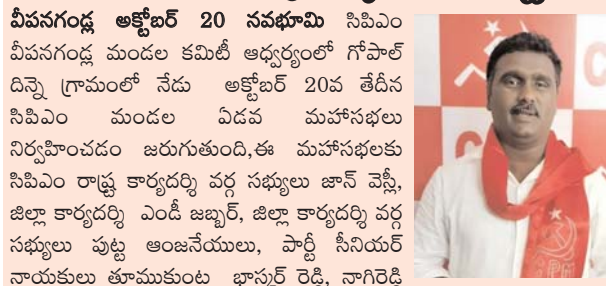 వీపనగండ్ల అక్టోబర్ 20 నవభూమి సిపిఎం
వీపనగండ్ల మండల కమిటీ ఆధ్వర్యంలో గోపాల్
దిన్నె గ్రామంలో నేడు అక్టోబర్ 20వ తేదీన
సిపిఎం మండల ఏడవ మహాసభలు
నిర్వహించడం జరుగుతుంది,ఈ మహాసభలకు
సిపిఎం రాష్ట్ర కార్యదర్శి వర్గ సభ్యులు జాన్ వెస్లీ,
జిల్లా కార్యదర్శి ఎండీ జబ్బర్, జిల్లా కార్యదర్శి వర్గ
సభ్యులు పుట్ట ఆంజనేయులు, పార్టీ సీనియర్
నాయకులు తూముకుంట భాస్కర్ రెడ్డి, నాగిరెడ్డి